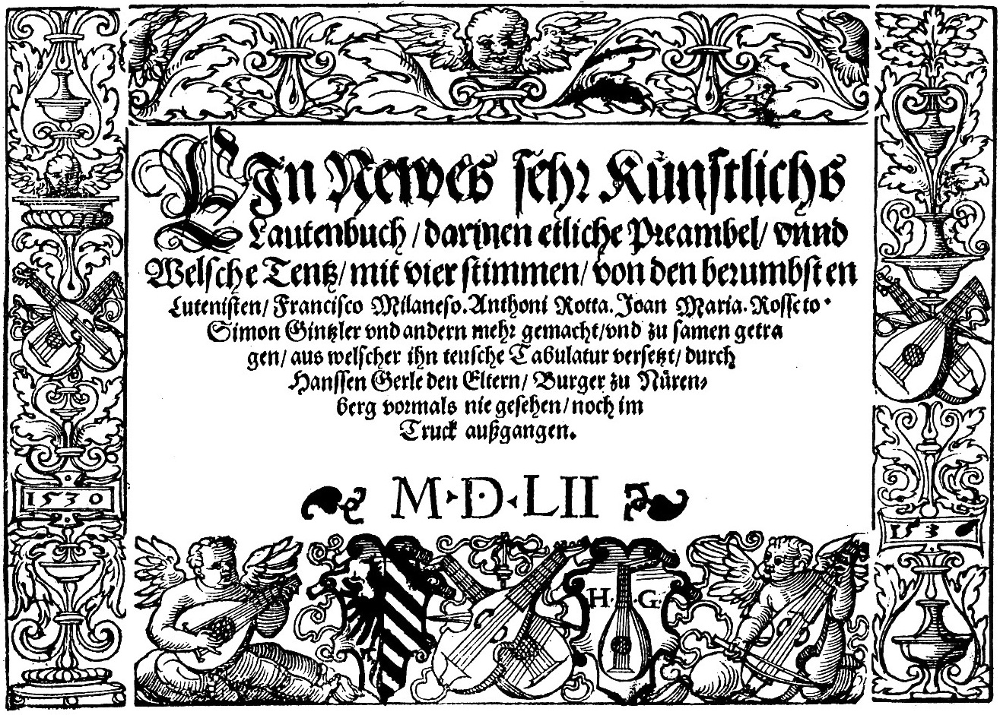 EIn Newes sehr Künstlichs
Lautenbuch / darinen etliche Preambel / vnnd
Welsche Tentz / mit vier stimmen / von den berumbsten
Lutenisten / Francisco Milaneso. Anthoni Rotta. Joan Maria. Rosseto.
Simon Gintzler vnd andern mehr gemacht / vnd zu samen getra
gen / aus welscher ihn teusche Tabulatur versetzt / durch
Hanssen Gerle den Eltern / Burger zu Nüren⸗
berg vormals nie gesehen / noch im
Truck außgangen.
M·D·LII
1530
153
H G